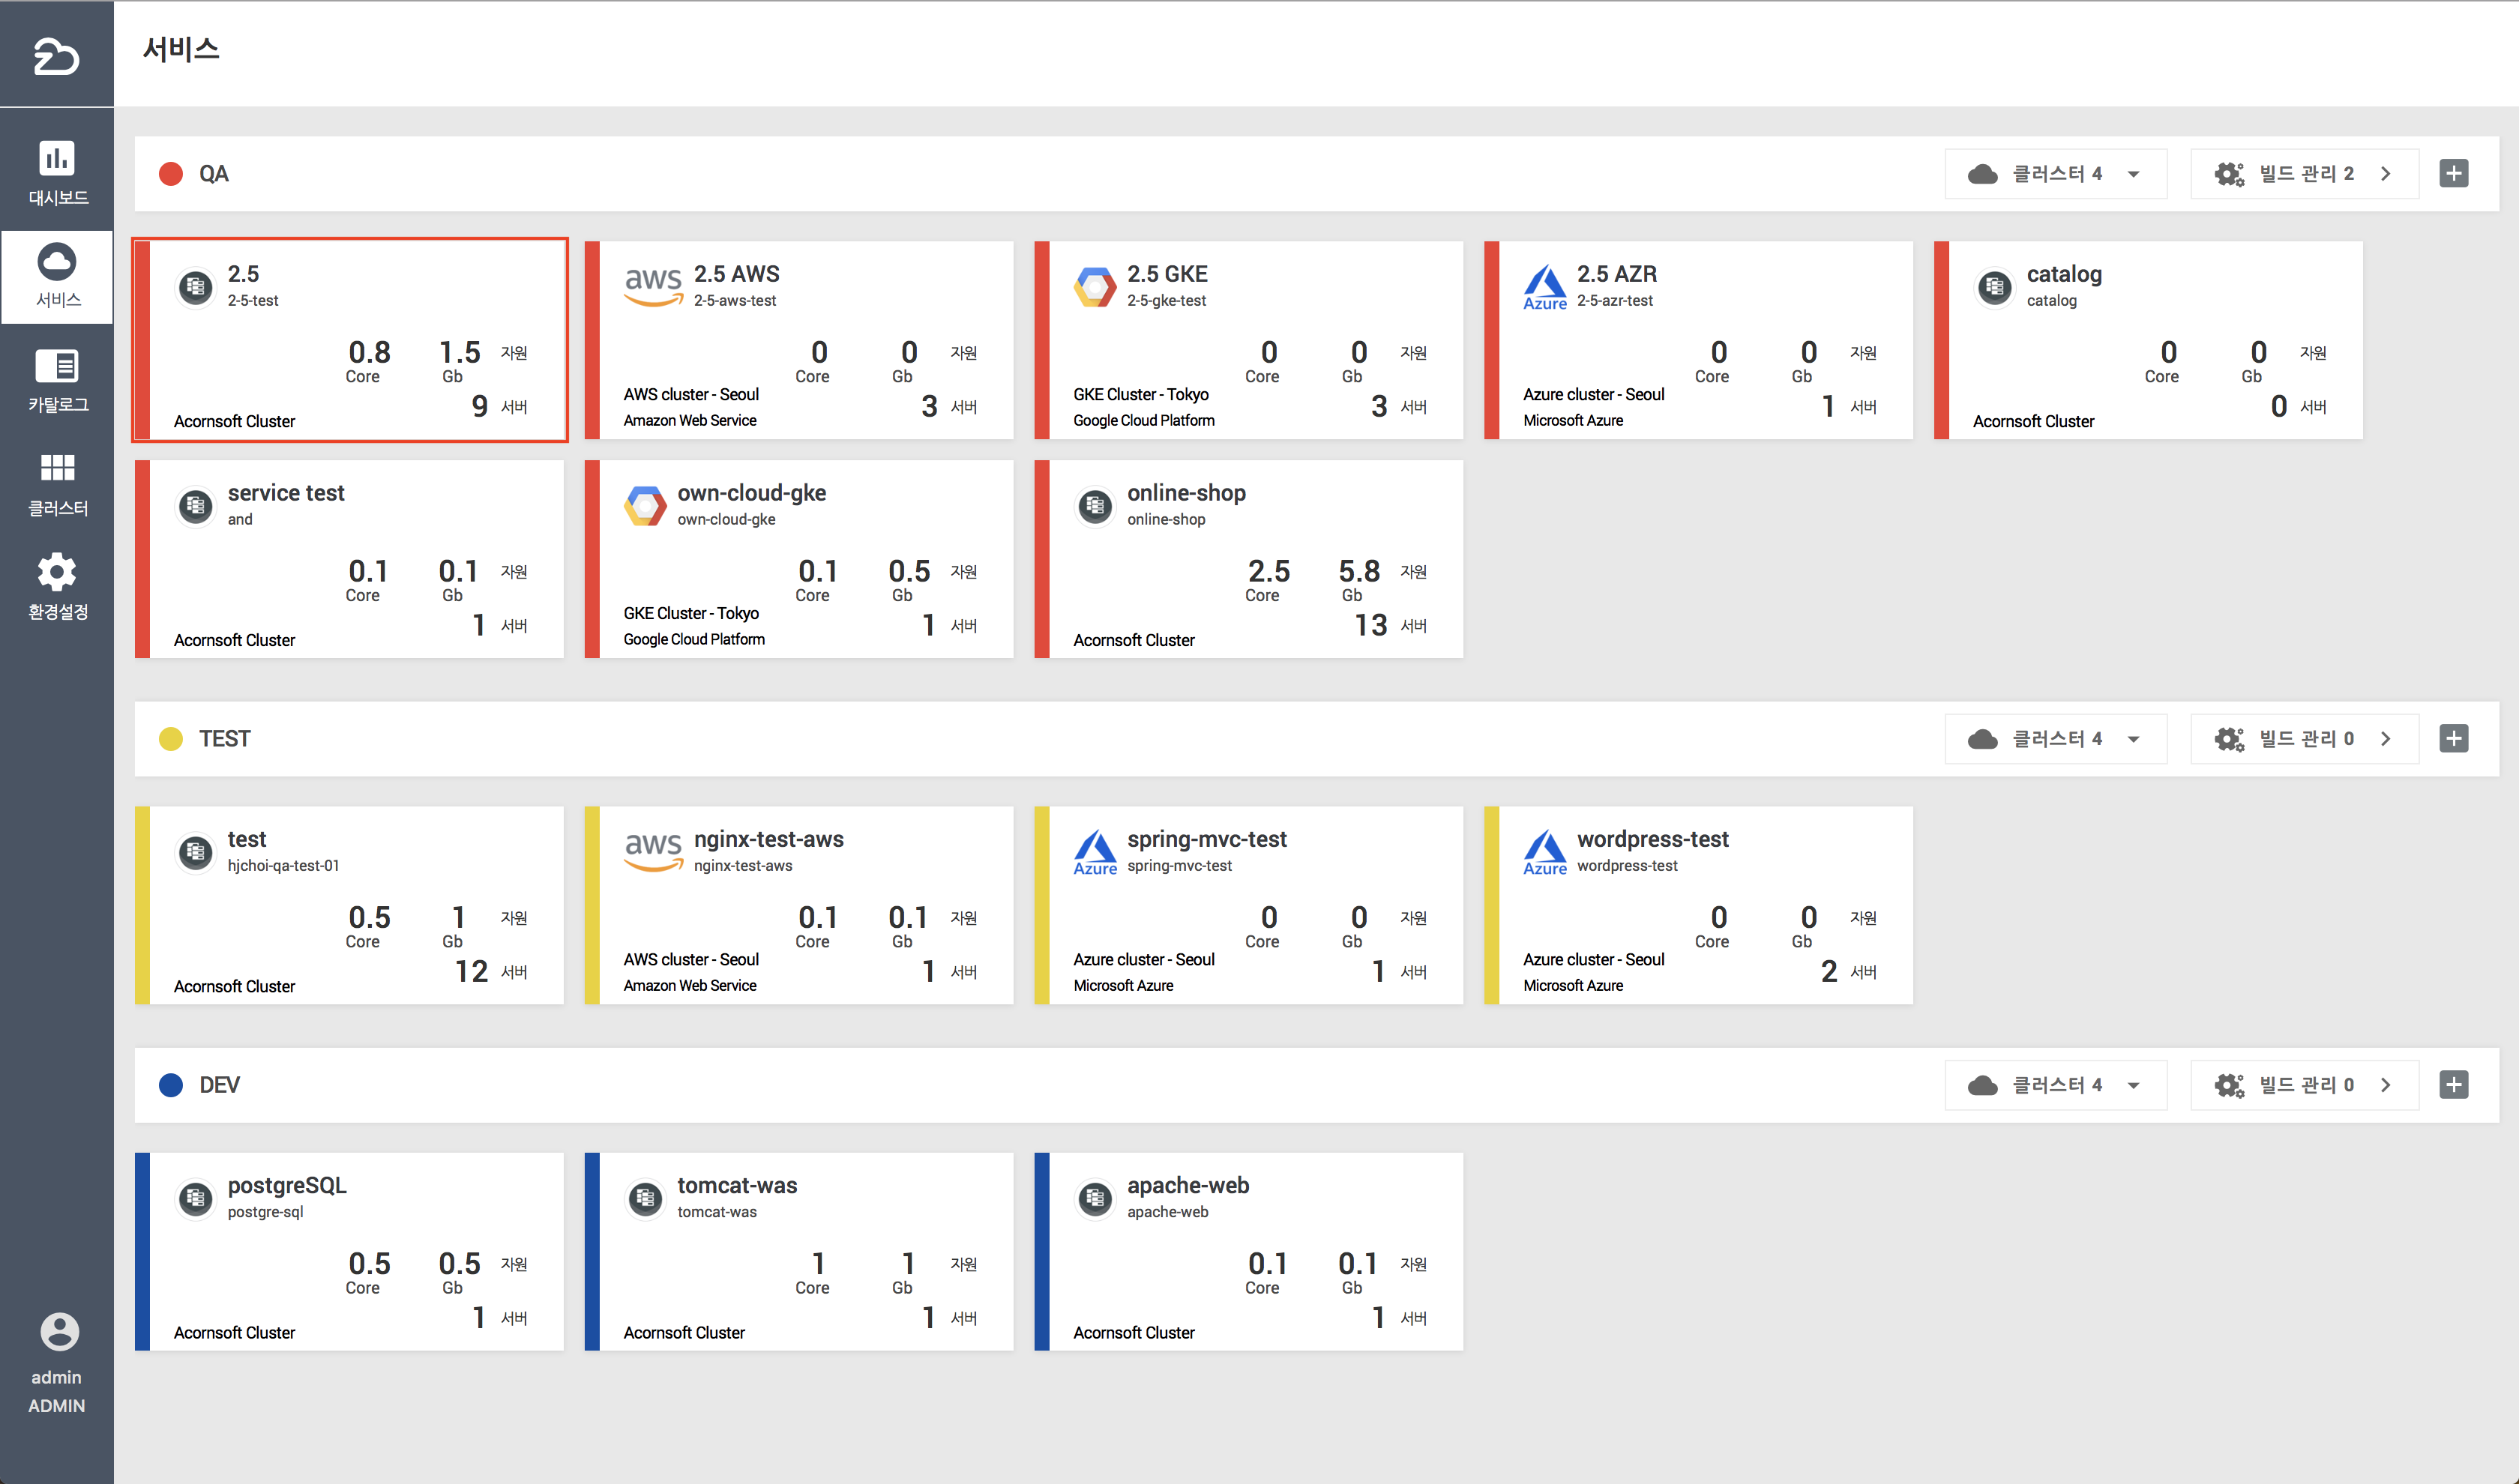 서비스
대시보드
서비스
카탈로그
클러스터
환경설정
admin
ADMIN
QA
클러스터 4
빌드 관리 2
2.5
2-5-test
0.8 1.5 자원
Core Gb
9 서버
Acornsoft Cluster
aws
2.5 AWS
2-5-aws-test
0 0 자원
Core Gb
AWS cluster - Seoul
3 서버
Amazon Web Service
2.5 GKE
2-5-gke-test
0 0 자원
Core Gb
GKE Cluster - Tokyo
3 서버
Google Cloud Platform
Azure
2.5 AZR
2-5-azr-test
0 0 자원
Core Gb
Azure cluster - Seoul
1 서버
Microsoft Azure
catalog
catalog
0 0 자원
Core Gb
0 서버
Acornsoft Cluster
service test
and
0.1 0.1 자원
Core Gb
1 서버
Acornsoft Cluster
own-cloud-gke
own-cloud-gke
0.1 0.5 자원
Core Gb
GKE Cluster - Tokyo
1 서버
Google Cloud Platform
online-shop
online-shop
2.5 5.8 자원
Core Gb
13 서버
Acornsoft Cluster
TEST
클러스터 4
빌드 관리 0
test
hjchoi-qa-test-01
0.5 1 자원
Core Gb
12 서버
Acornsoft Cluster
aws
nginx-test-aws
nginx-test-aws
0.1 0.1 자원
Core Gb
AWS cluster - Seoul
1 서버
Amazon Web Service
Azure
spring-mvc-test
spring-mvc-test
0 0 자원
Core Gb
Azure cluster - Seoul
1 서버
Microsoft Azure
Azure
wordpress-test
wordpress-test
0 0 자원
Core Gb
Azure cluster - Seoul
2 서버
Microsoft Azure
DEV
클러스터 4
빌드 관리 0
postgreSQL
postgre-sql
0.5 0.5 자원
Core Gb
1 서버
Acornsoft Cluster
tomcat-was
tomcat-was
1 1 자원
Core Gb
1 서버
Acornsoft Cluster
apache-web
apache-web
0.1 0.1 자원
Core Gb
1 서버
Acornsoft Cluster